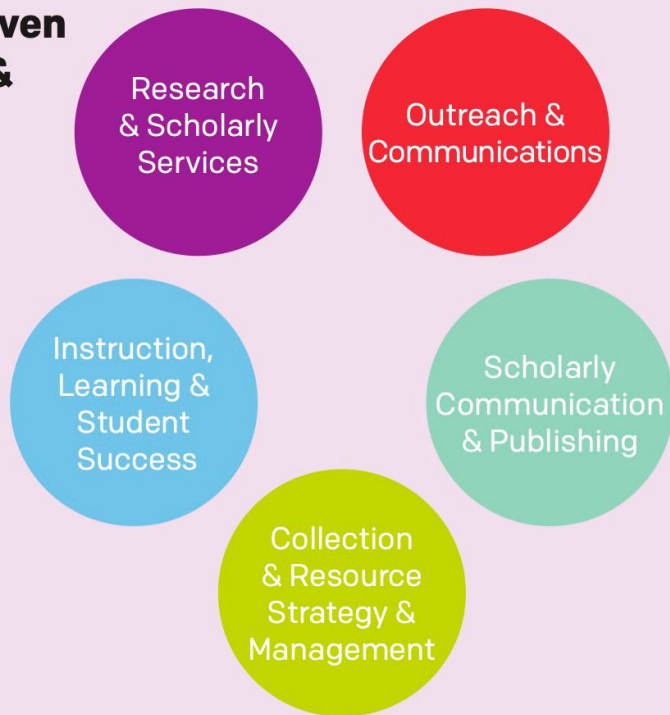 ven
&
Research
& Scholarly
Services
Outreach &
Communications
Instruction,
Learning &
Student
Success
Scholarly
Communication
& Publishing
Collection
& Resource
Strategy &
Management